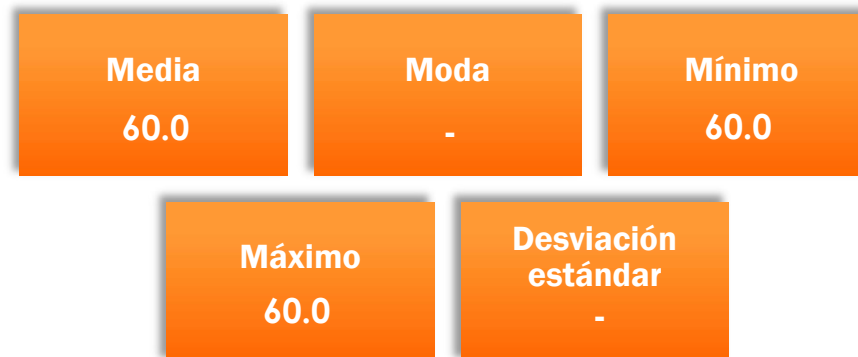 Media
60.0
Moda
-
Mínimo
60.0
Máximo
60.0
Desviación
estándar
-